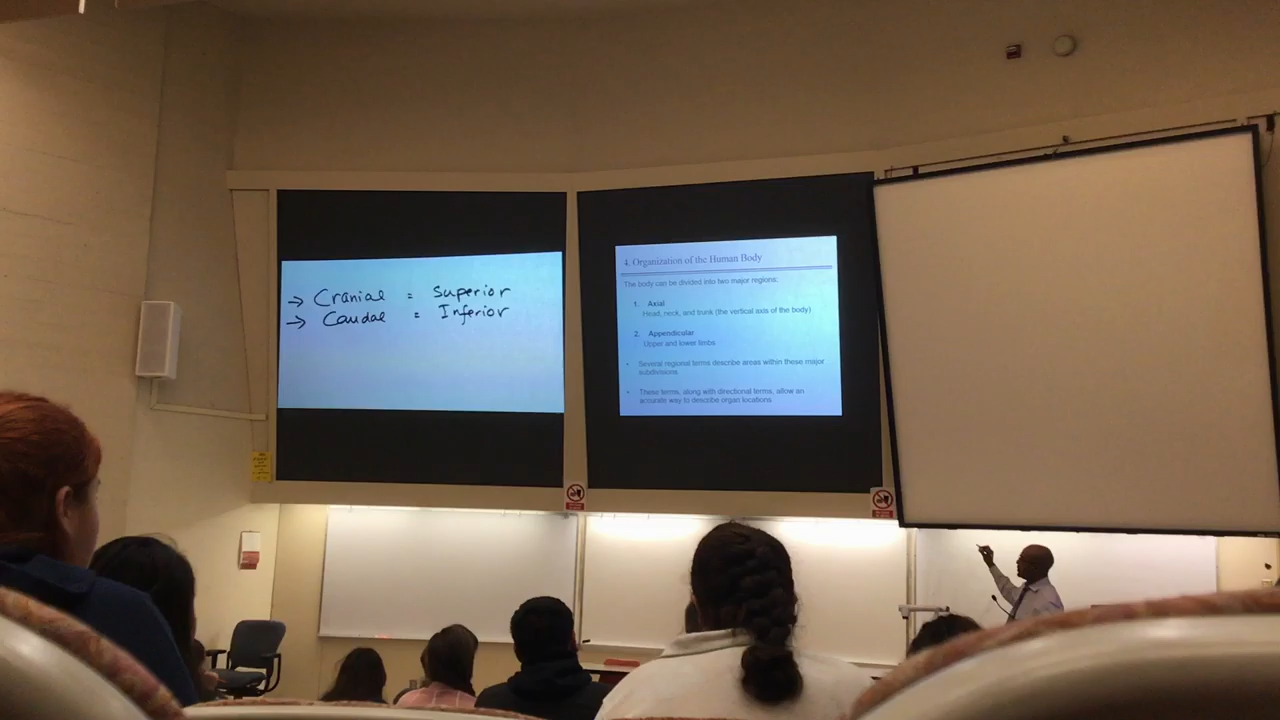 → Cranial = Superior
→ Caudal = Inferior
4. Organization of the Human Body
The body can be divided into two major regions:
1. Axial
Head, neck, and trunk (the vertical axis of the body)
2. Appendicular
Upper and lower limbs
• Several regional terms describe areas within these major
subdivisions
• These terms, along with directional terms, allow an
accurate way to describe organ locations